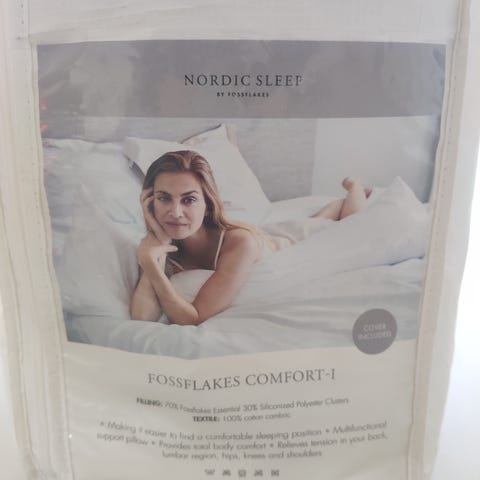 NORDIC SLEEP
BY FOSSFLAKES
COVER
INCLUDED
FOSSFLAKES COMFORT-I
FILLING: 70% Fossflakes Essential 30% Siliconized Polyester Clusters
TEXTILE: 100% cotton cambric
* Making it easier to find a comfortable sleeping position * Multifunctional
support pillow * Provides total body comfort * Relieves tension in your back,
lumbar region, hips, knees and shoulders